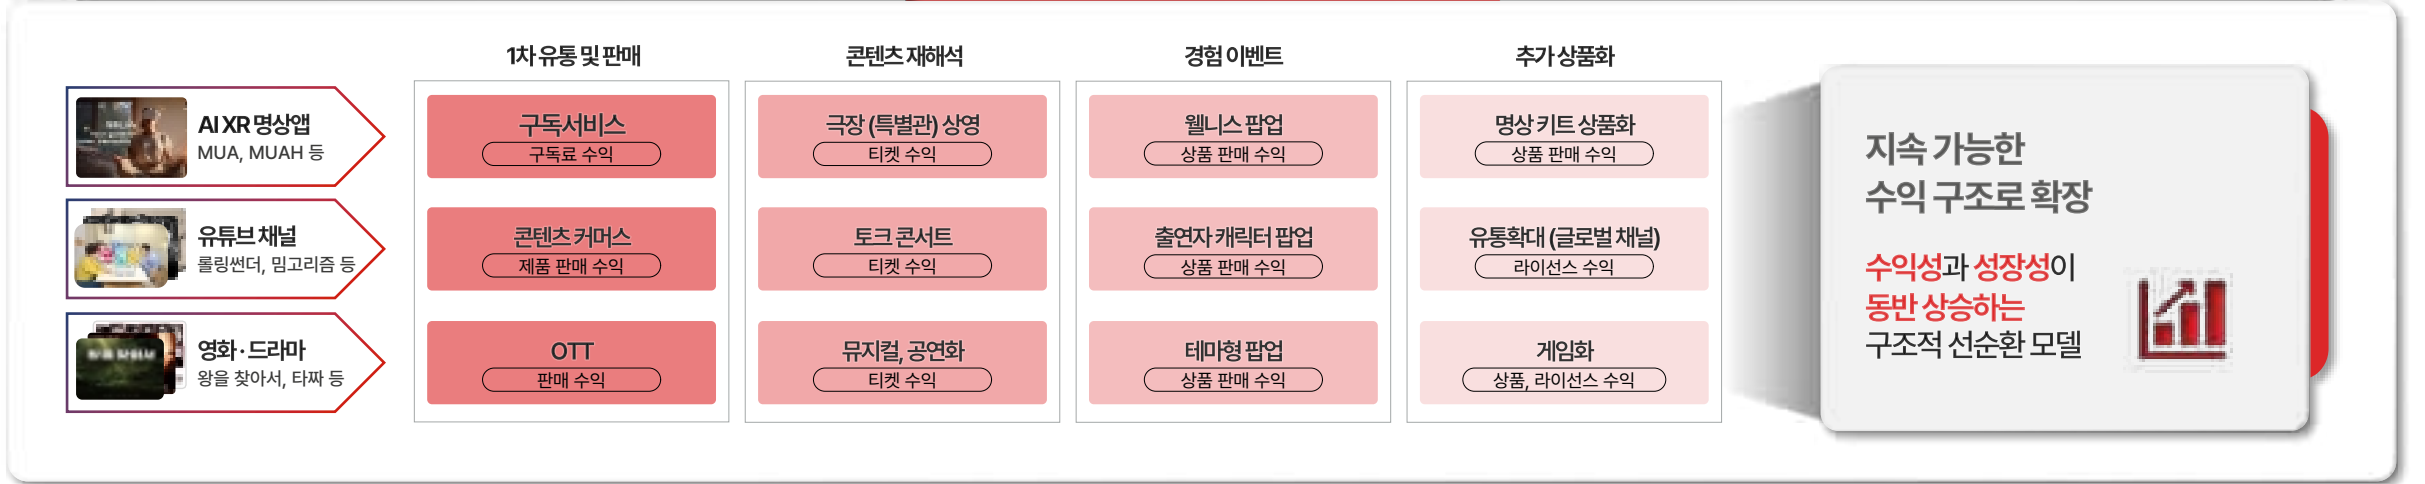 1차 유통 및 판매
콘텐츠 재해석
경험 이벤트
추가 상품화
AI XR 명상앱
MUA, MUAH 등
구독서비스
구독료 수익
극장 (특별관) 상영
티켓 수익
웰니스 팝업
상품 판매 수익
명상 키트 상품화
상품 판매 수익
유튜브 채널
롤링썬더, 밈고리즘 등
콘텐츠 커머스
제품 판매 수익
토크 콘서트
티켓 수익
출연자 캐릭터 팝업
상품 판매 수익
유통확대 (글로벌 채널)
라이선스 수익
영화 · 드라마
왕을 찾아서, 타짜 등
OTT
판매 수익
뮤지컬, 공연화
티켓 수익
테마형 팝업
상품 판매 수익
게임화
상품, 라이선스 수익
지속 가능한
수익 구조로 확장
수익성과 성장성이
동반 상승하는
구조적 선순환 모델